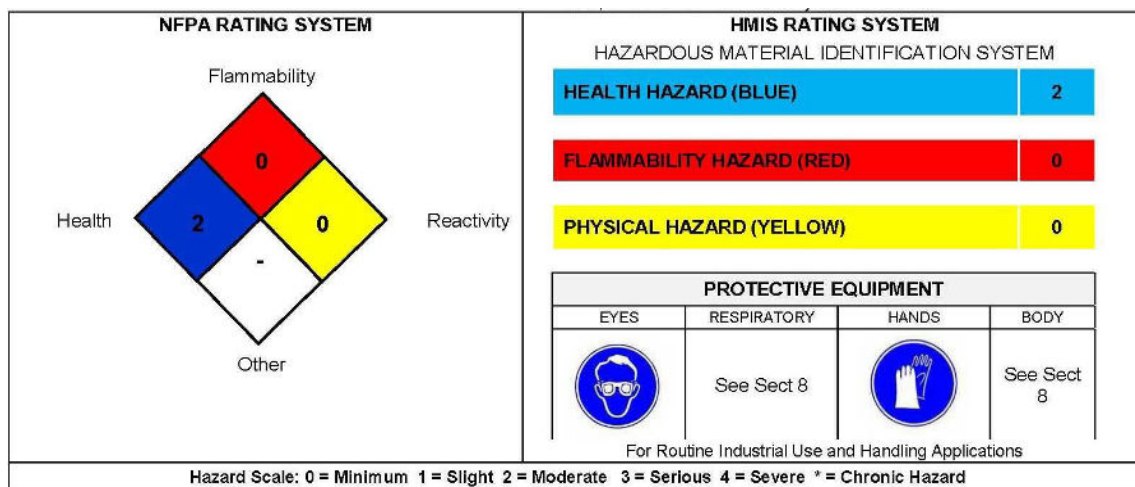 NFPA RATING SYSTEM
Flammability
0
Health
2
0
Reactivity
-
Other
HMIS RATING SYSTEM
HAZARDOUS MATERIAL IDENTIFICATION SYSTEM
HEALTH HAZARD (BLUE) 2
FLAMMABILITY HAZARD (RED) 0
PHYSICAL HAZARD (YELLOW) 0
PROTECTIVE EQUIPMENT
EYES RESPIRATORY HANDS BODY
See Sect 8
See Sect
8
For Routine Industrial Use and Handling Applications
Hazard Scale: 0 = Minimum 1 = Slight 2 = Moderate 3 = Serious 4 = Severe * = Chronic Hazard